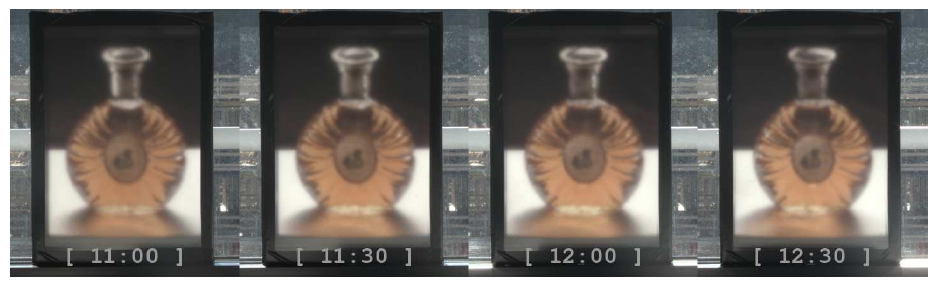 [ 11:00 ]
[ 11:30 ]
[ 12:00 ]
[ 12:30 ]